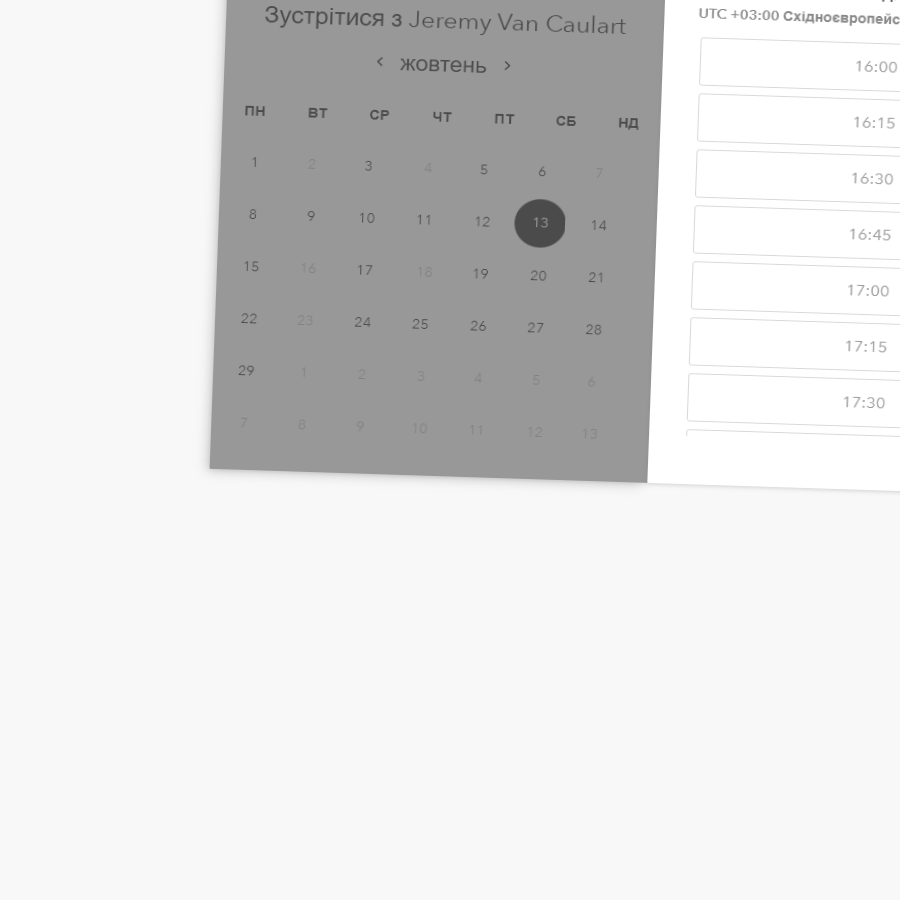 Зустрітися з Jeremy Van Caulart
‹ жовтень ›
ПН ВТ СР ЧТ ПТ СБ НД
1 2 3 4 5 6 7
8 9 10 11 12 13 14
15 16 17 18 19 20 21
22 23 24 25 26 27 28
29 1 2 3 4 5 6
7 8 9 10 11 12 13
UTC +03:00
16:00
16:15
16:30
16:45
17:00
17:15
17:30